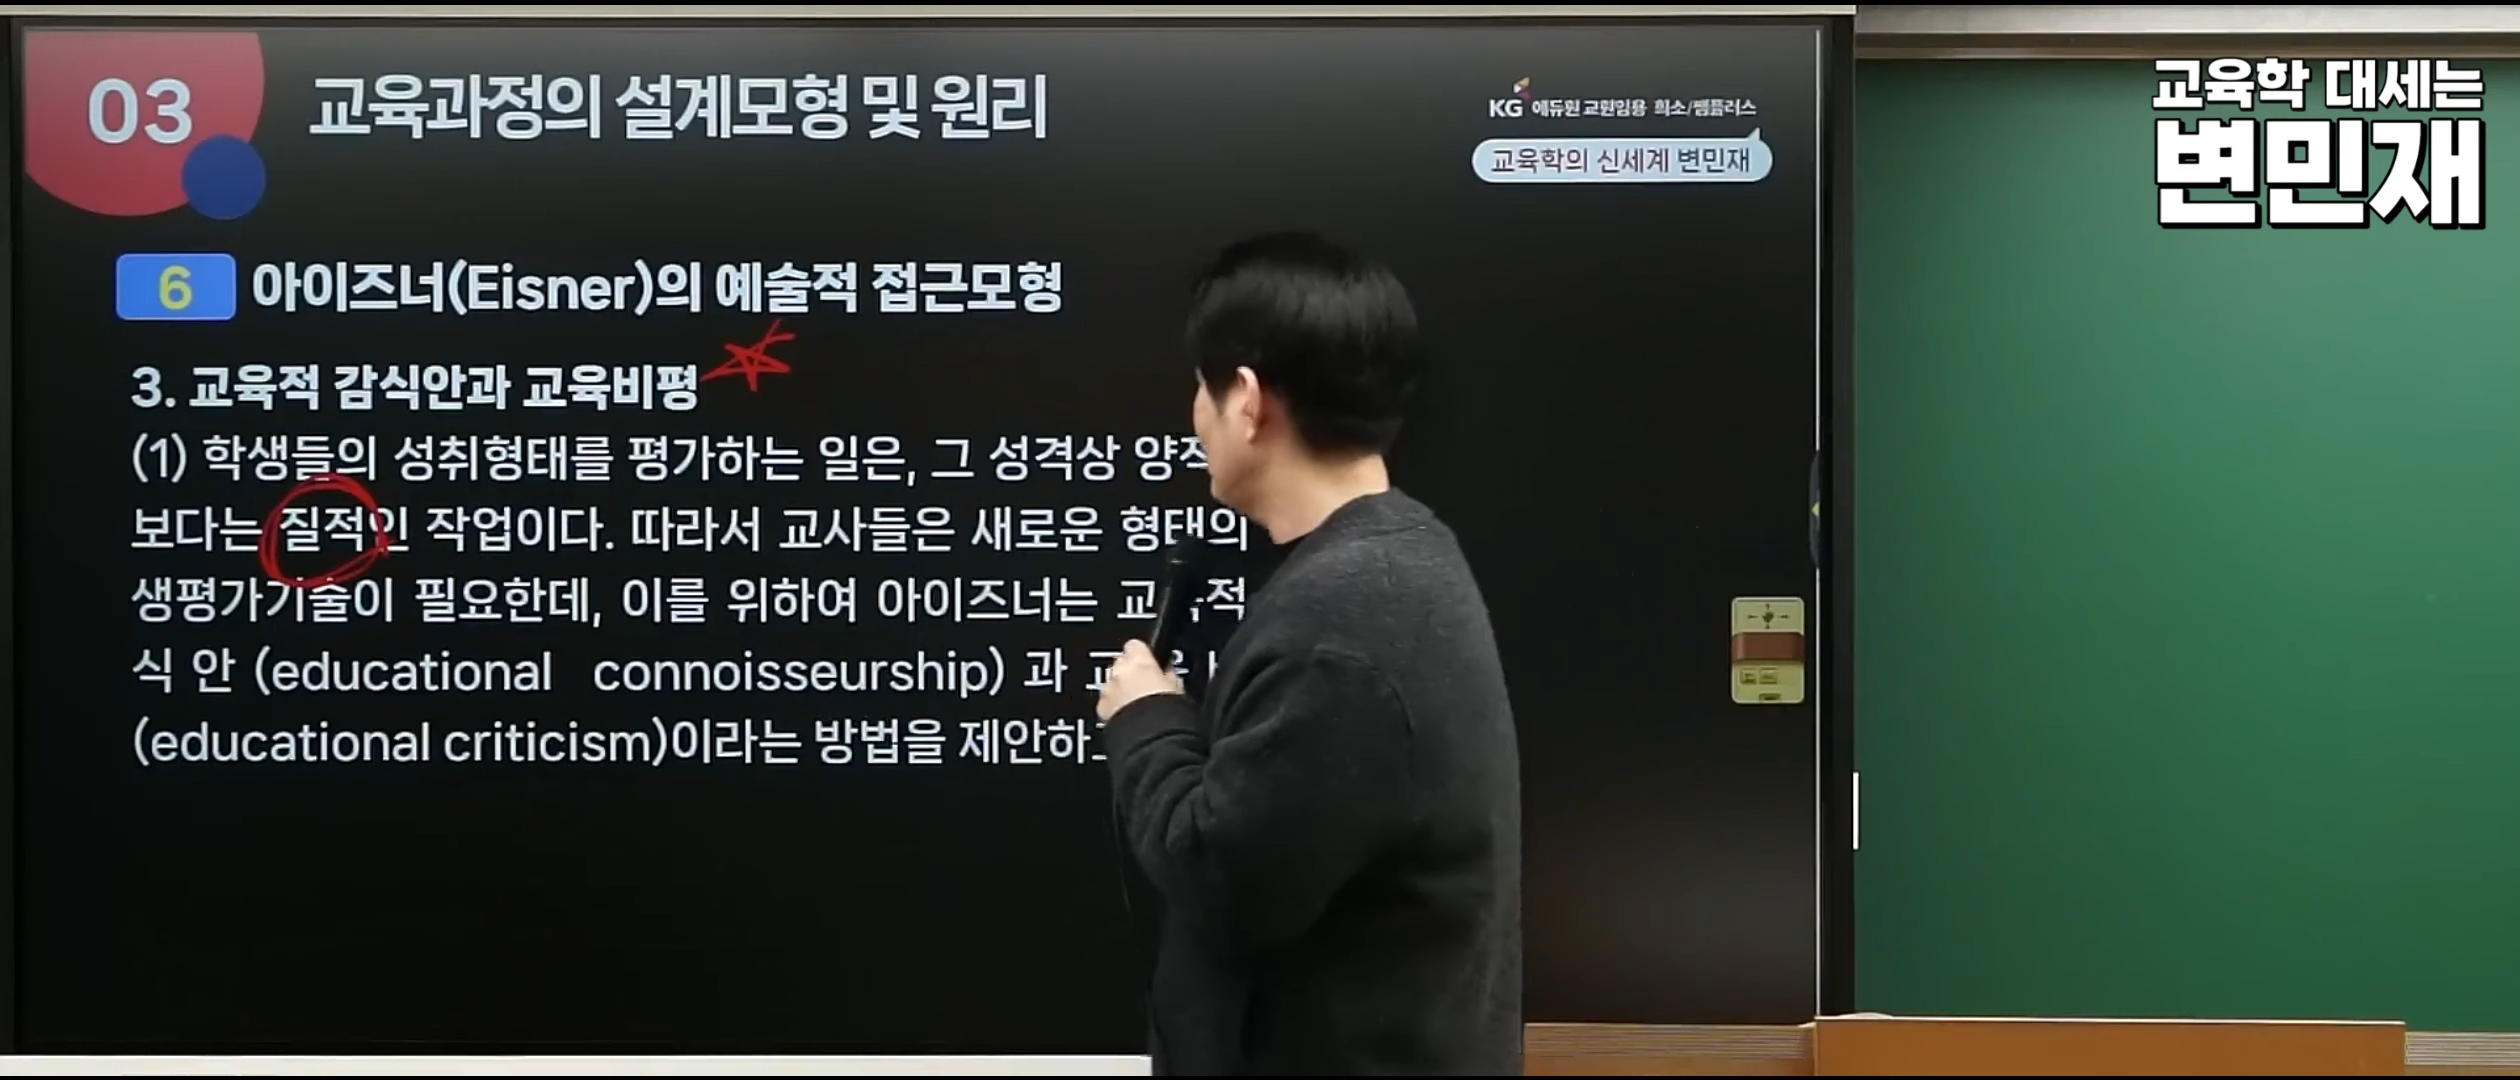 03
교육과정의 설계모형 및 원리
KG 에듀원 교원임용 희소/쌤플러스
교육학의 신세계 변민재
교육학 대세는
변민재
6 아이즈너(Eisner)의 예술적 접근모형
3. 교육적 감식안과 교육비평
(1) 학생들의 성취형태를 평가하는 일은, 그 성격상
보다는 질적인 작업이다. 따라서 교사들은 새로운 형태의
생평가기술이 필요한데, 이를 위하여 아이즈너는
식 안 (educational connoisseurship) 과
(educational criticism)이라는 방법을